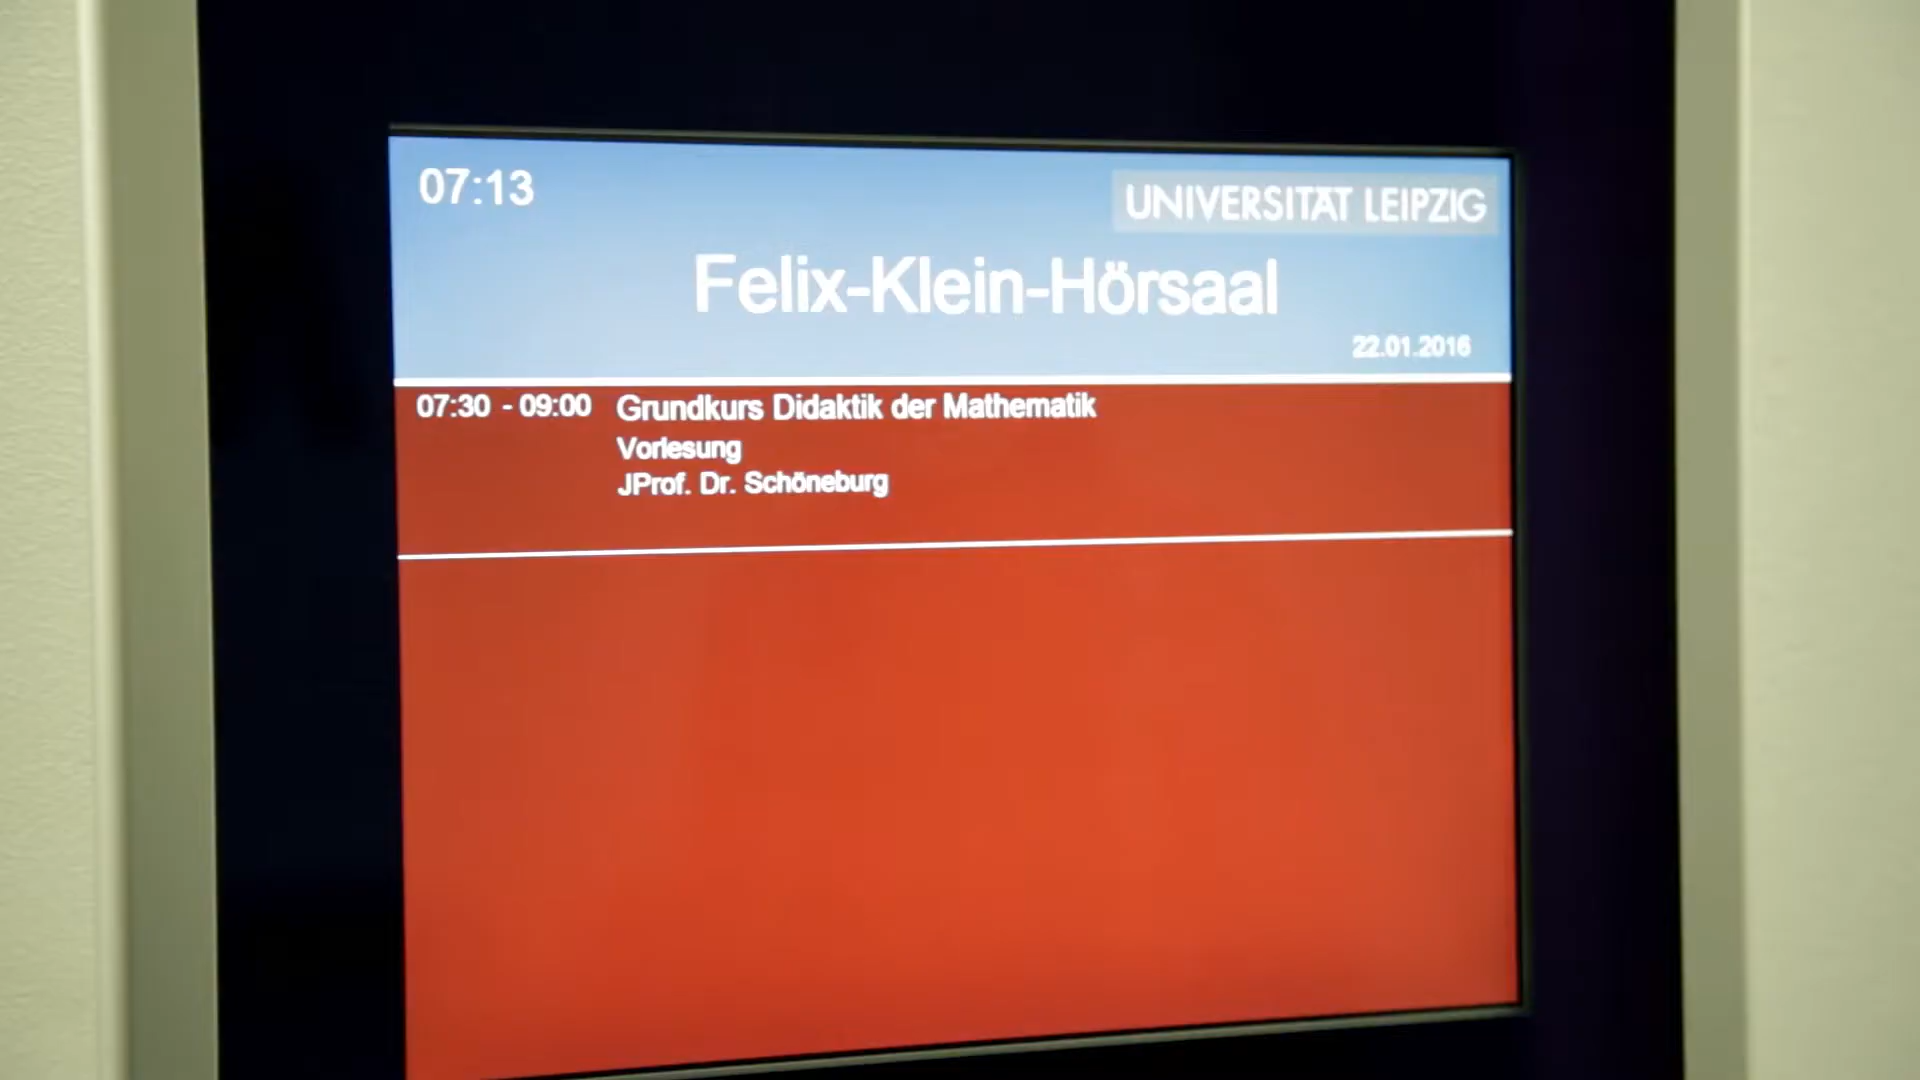 07:13
UNIVERSITÄT LEIPZIG
Felix-Klein-Hörsaal
22.01.2016
07:30 - 09:00 Grundkurs Didaktik der Mathematik
Vorlesung
JProf. Dr. Schöneburg